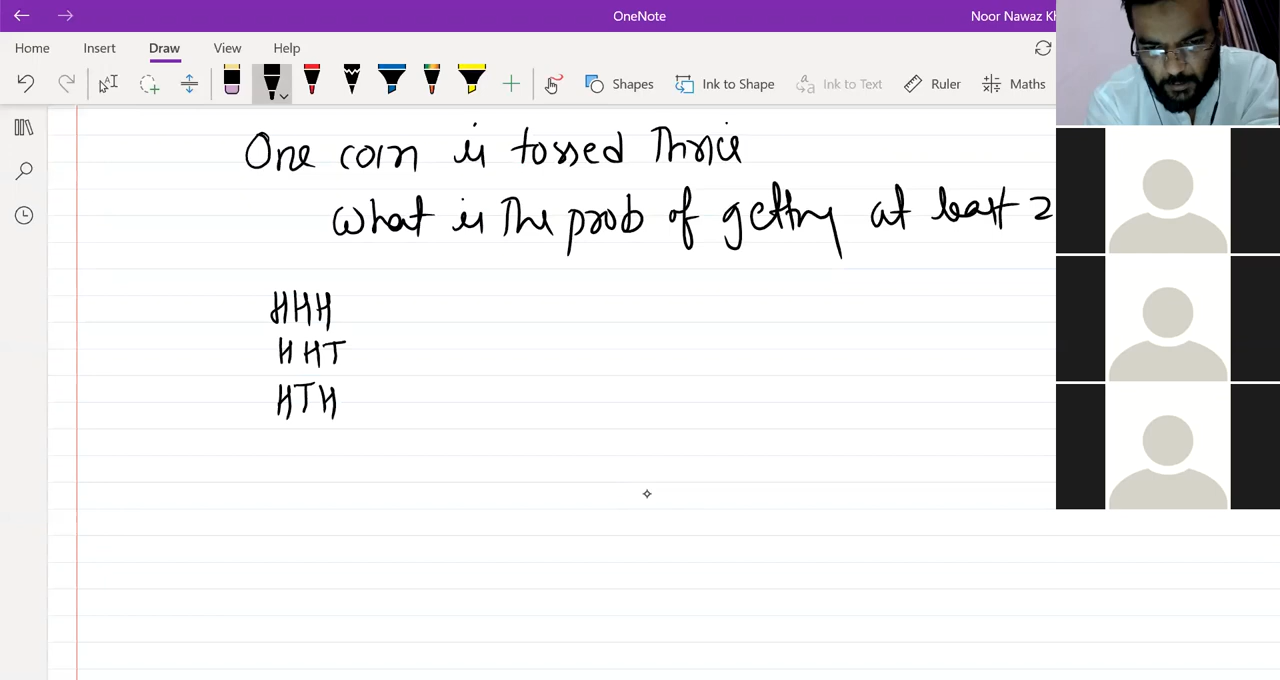 OneNote
Noor Nawaz Kh
Home Insert Draw View Help
Shapes Ink to Shape Ink to Text Ruler Maths
One coin is tossed Thrice
what is the prob of getting at least 2
HHH
HHT
HTH